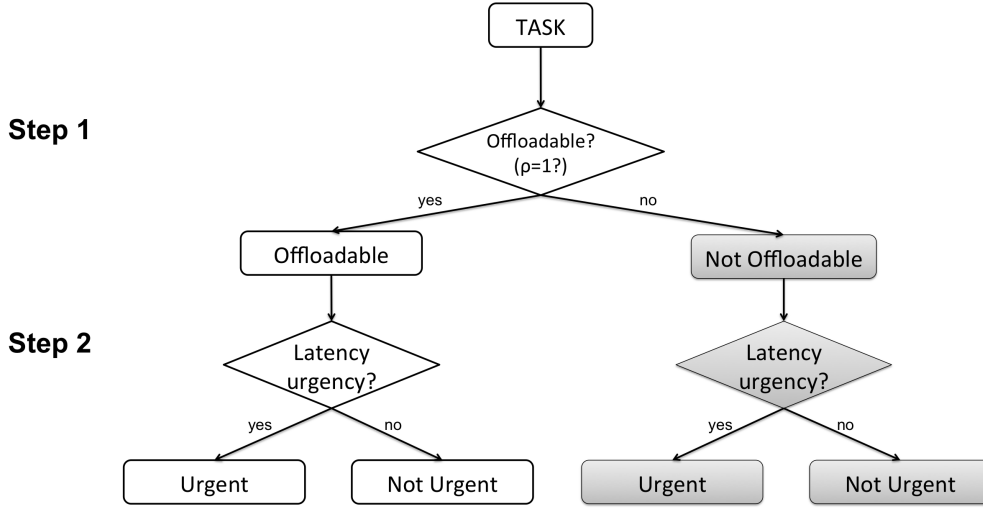 TASK
Step 1
Offloadable?
(ρ=1?)
yes
no
Offloadable
Not Offloadable
Step 2
Latency
urgency?
Latency
urgency?
yes
no
yes
no
Urgent
Not Urgent
Urgent
Not Urgent